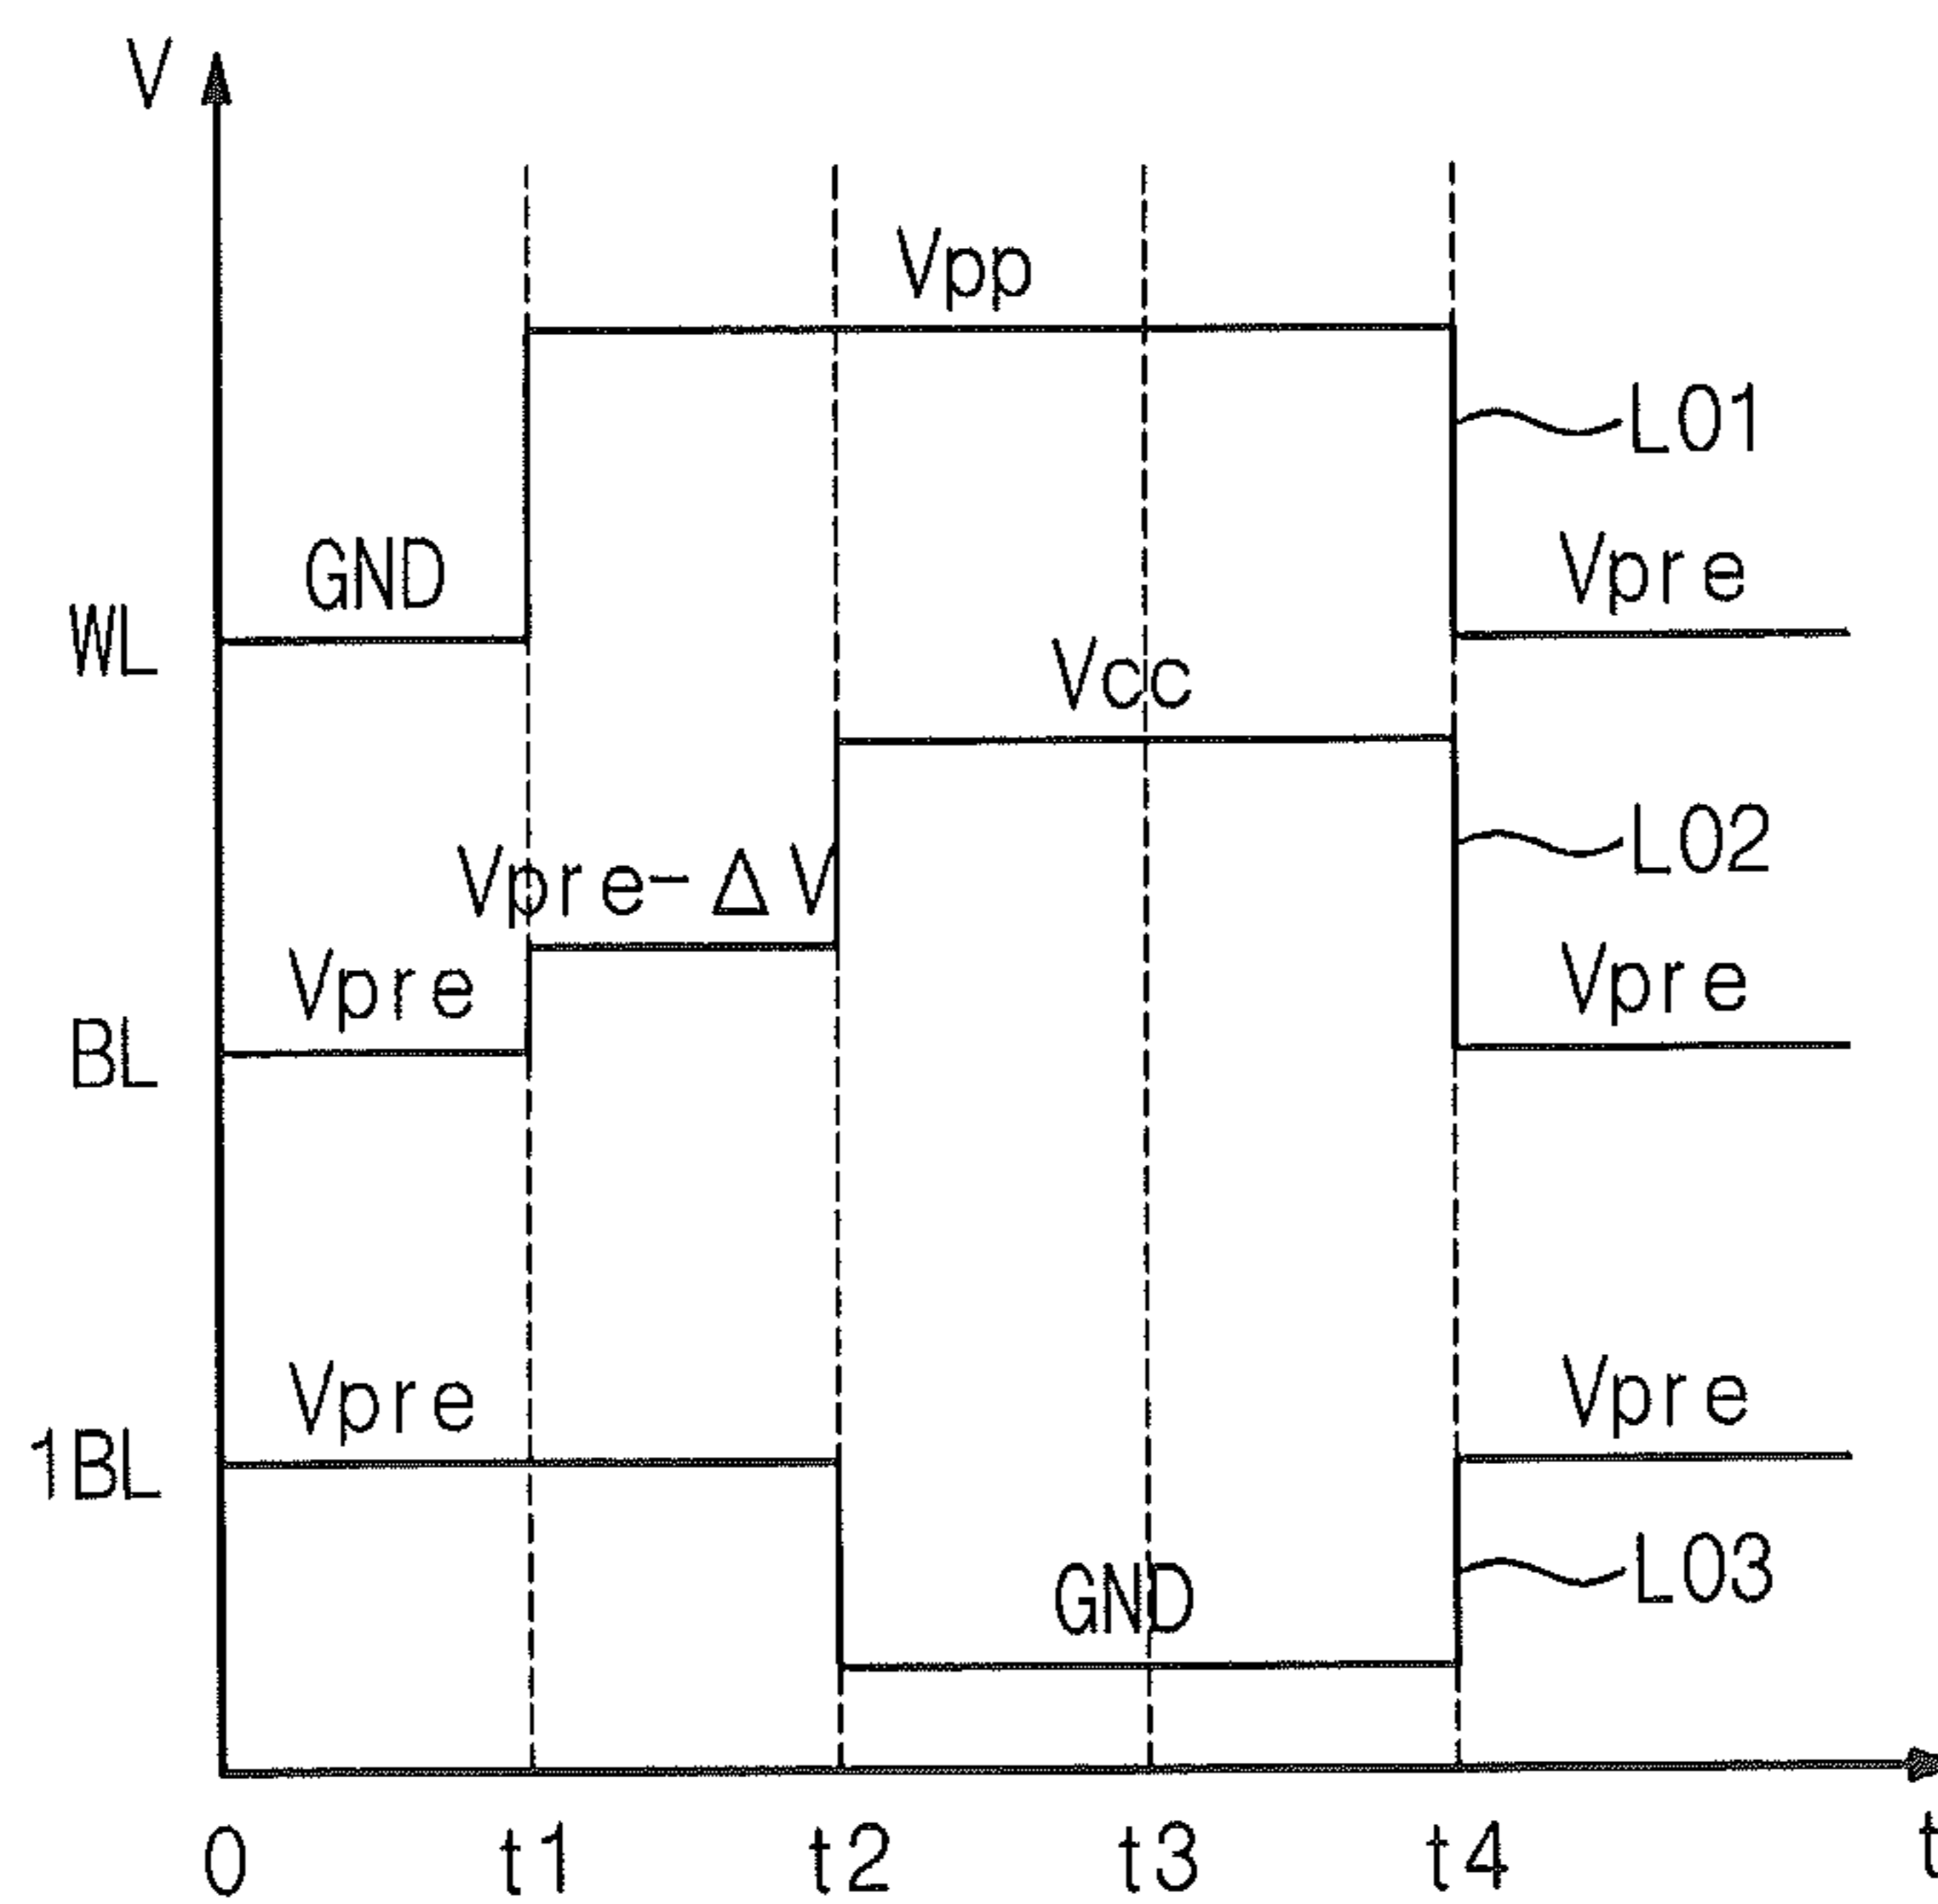 V
Vpp
L01
GND
Vpre
WL
Vcc
L02
Vpre-ΔV
Vpre
Vpre
BL
Vpre
Vpre
1BL
GND
L03
0 t1 t2 t3 t4 t